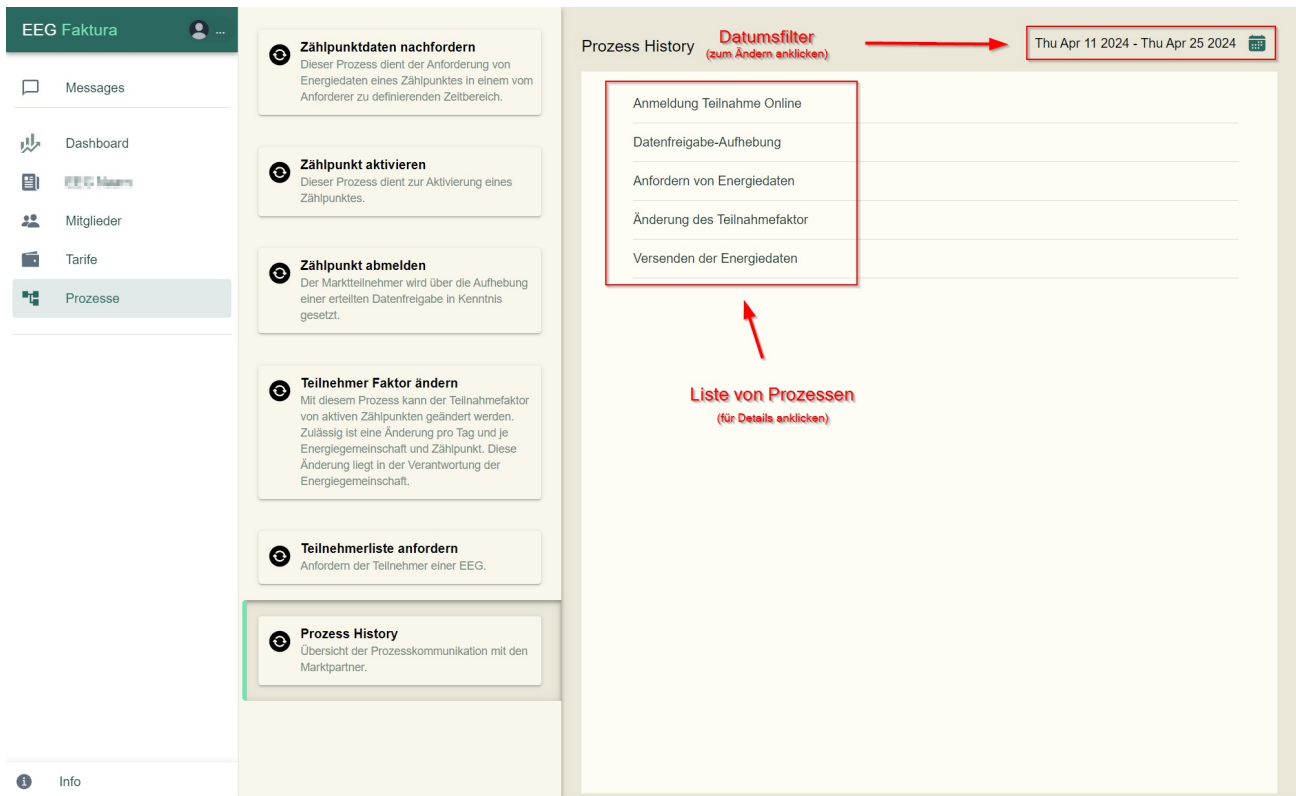 EEG Faktura ...
Messages
Dashboard
Mitglieder
Tarife
Prozesse
Info
Zählpunktdaten nachfordern
Dieser Prozess dient der Anforderung von
Energiedaten eines Zählpunktes in einem vom
Anforderer zu definierenden Zeitbereich.
Zählpunkt aktivieren
Dieser Prozess dient zur Aktivierung eines
Zählpunktes.
Zählpunkt abmelden
Der Marktteilnehmer wird über die Aufhebung
einer erteilten Datenfreigabe in Kenntnis
gesetzt.
Teilnehmer Faktor ändern
Mit diesem Prozess kann der Teilnahmefaktor
von aktiven Zählpunkten geändert werden.
Zulässig ist eine Änderung pro Tag und je
Energiegemeinschaft und Zählpunkt. Diese
Änderung liegt in der Verantwortung der
Energiegemeinschaft.
Teilnehmerliste anfordern
Anfordern der Teilnehmer einer EEG.
Prozess History
Übersicht der Prozesskommunikation mit den
Marktpartner.
Prozess History
Datumsfilter
(zum Ändern anklicken)
Thu Apr 11 2024 - Thu Apr 25 2024
Anmeldung Teilnahme Online
Datenfreigabe-Aufhebung
Anfordern von Energiedaten
Änderung des Teilnahmefaktor
Versenden der Energiedaten
Liste von Prozessen
(für Details anklicken)